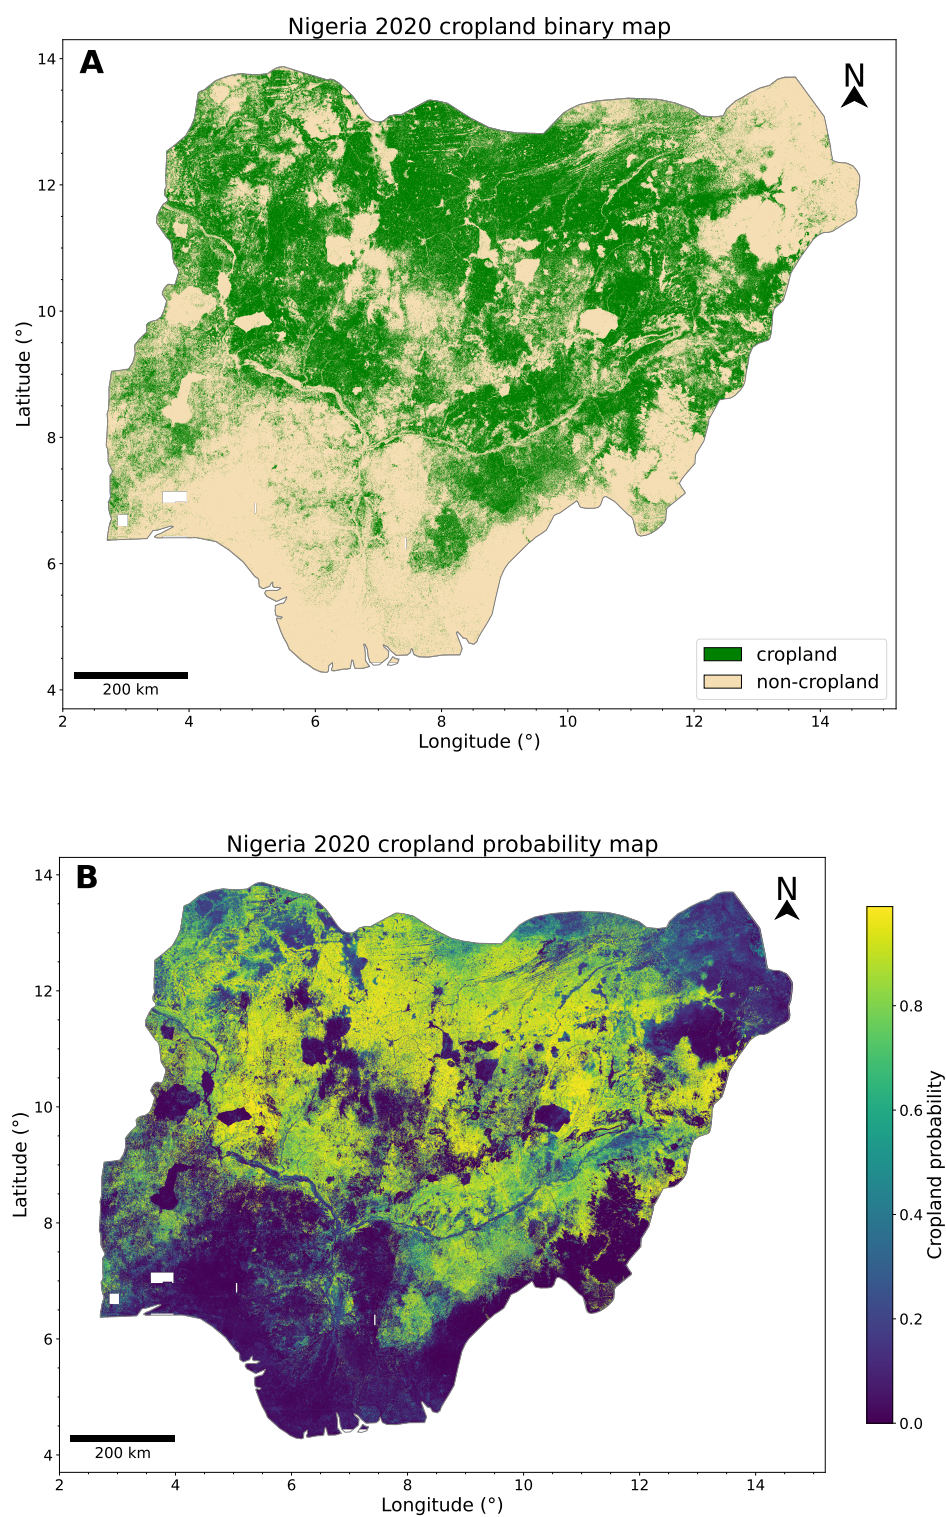 Nigeria 2020 cropland binary map
A
N
14
12
10
8
6
4
Latitude (°)
cropland
non-cropland
200 km
2 4 6 8 10 12 14
Longitude (°)
Nigeria 2020 cropland probability map
B
N
14
12
10
8
6
4
Latitude (°)
200 km
2 4 6 8 10 12 14
Longitude (°)
0.8
0.6
0.4
0.2
0.0
Cropland probability